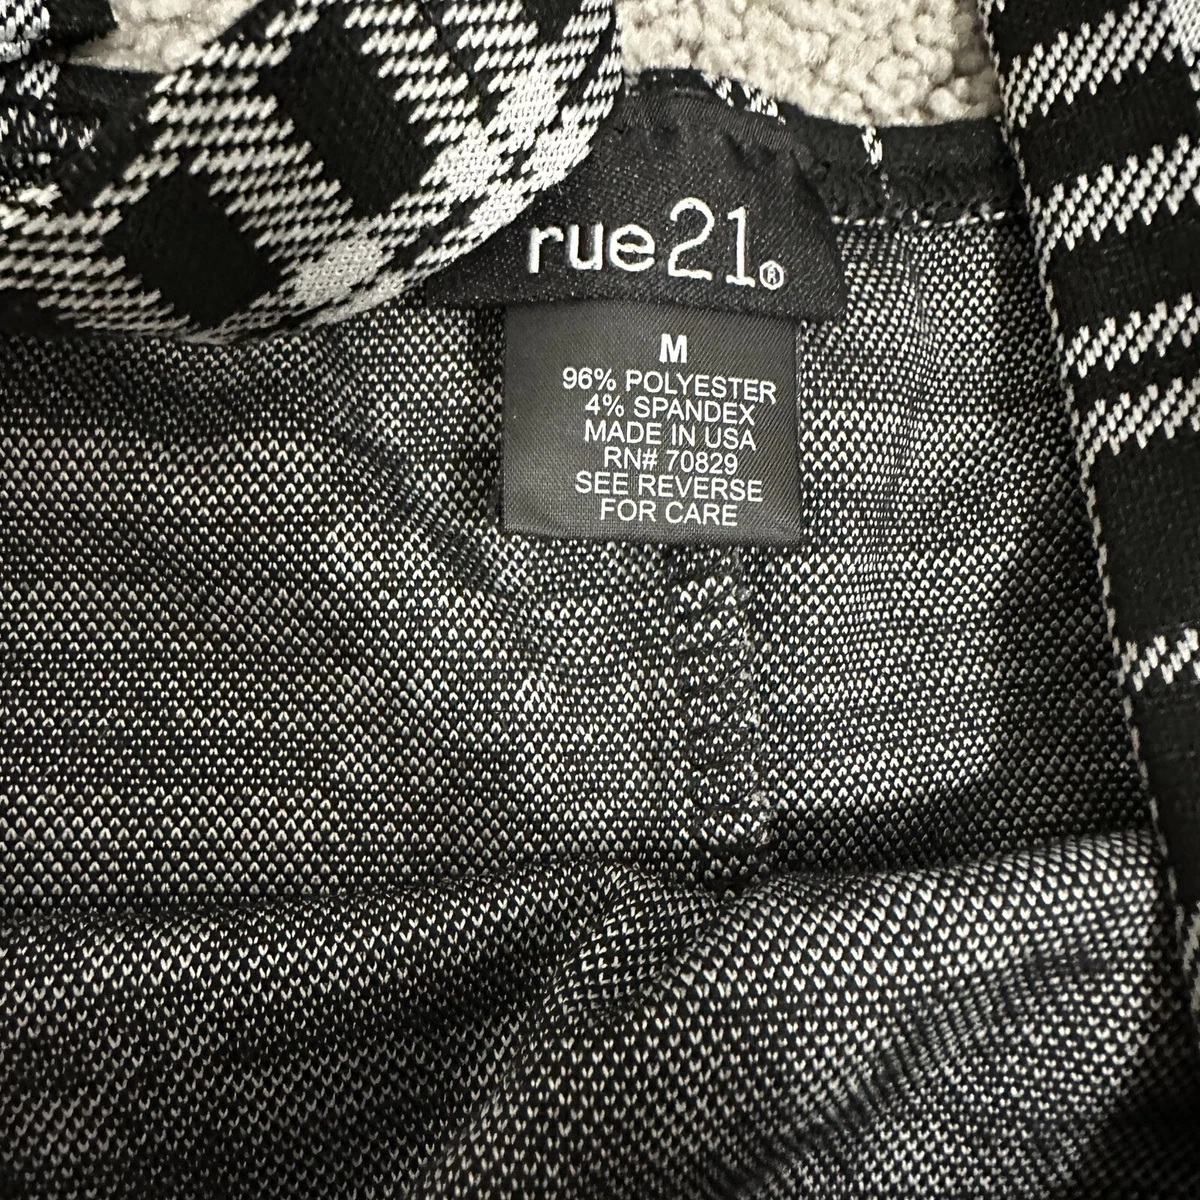 rue21®
M
96% POLYESTER
4% SPANDEX
MADE IN USA
RN# 70829
SEE REVERSE
FOR CARE